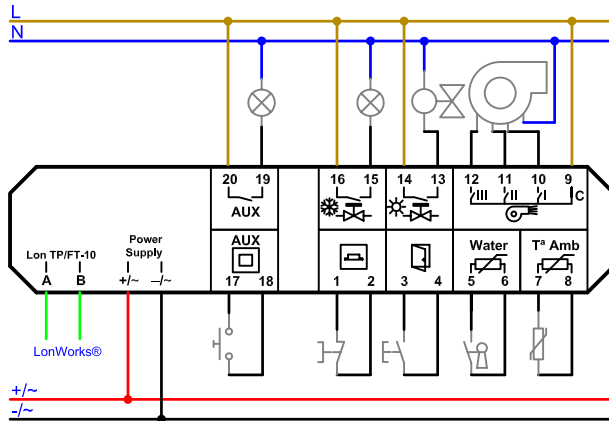 L
N
20 19 16 15 14 13 12 11 10 9
III II I C
AUX
Lon TP/FT-10
Power
Supply
AUX
Water
Tª Amb
A B +/~ –/~
17 18 1 2 3 4 5 6 7 8
LonWorks®
+/~
-/~